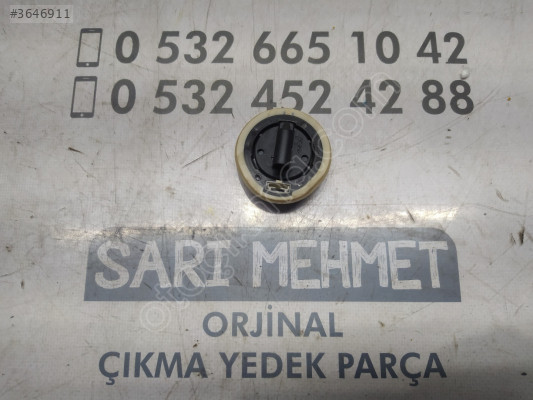 #3646911
0 532 665 10 42
0 532 452 42 88
SARI MEHMET
ORJİNAL
ÇIKMA YEDEK PARÇA